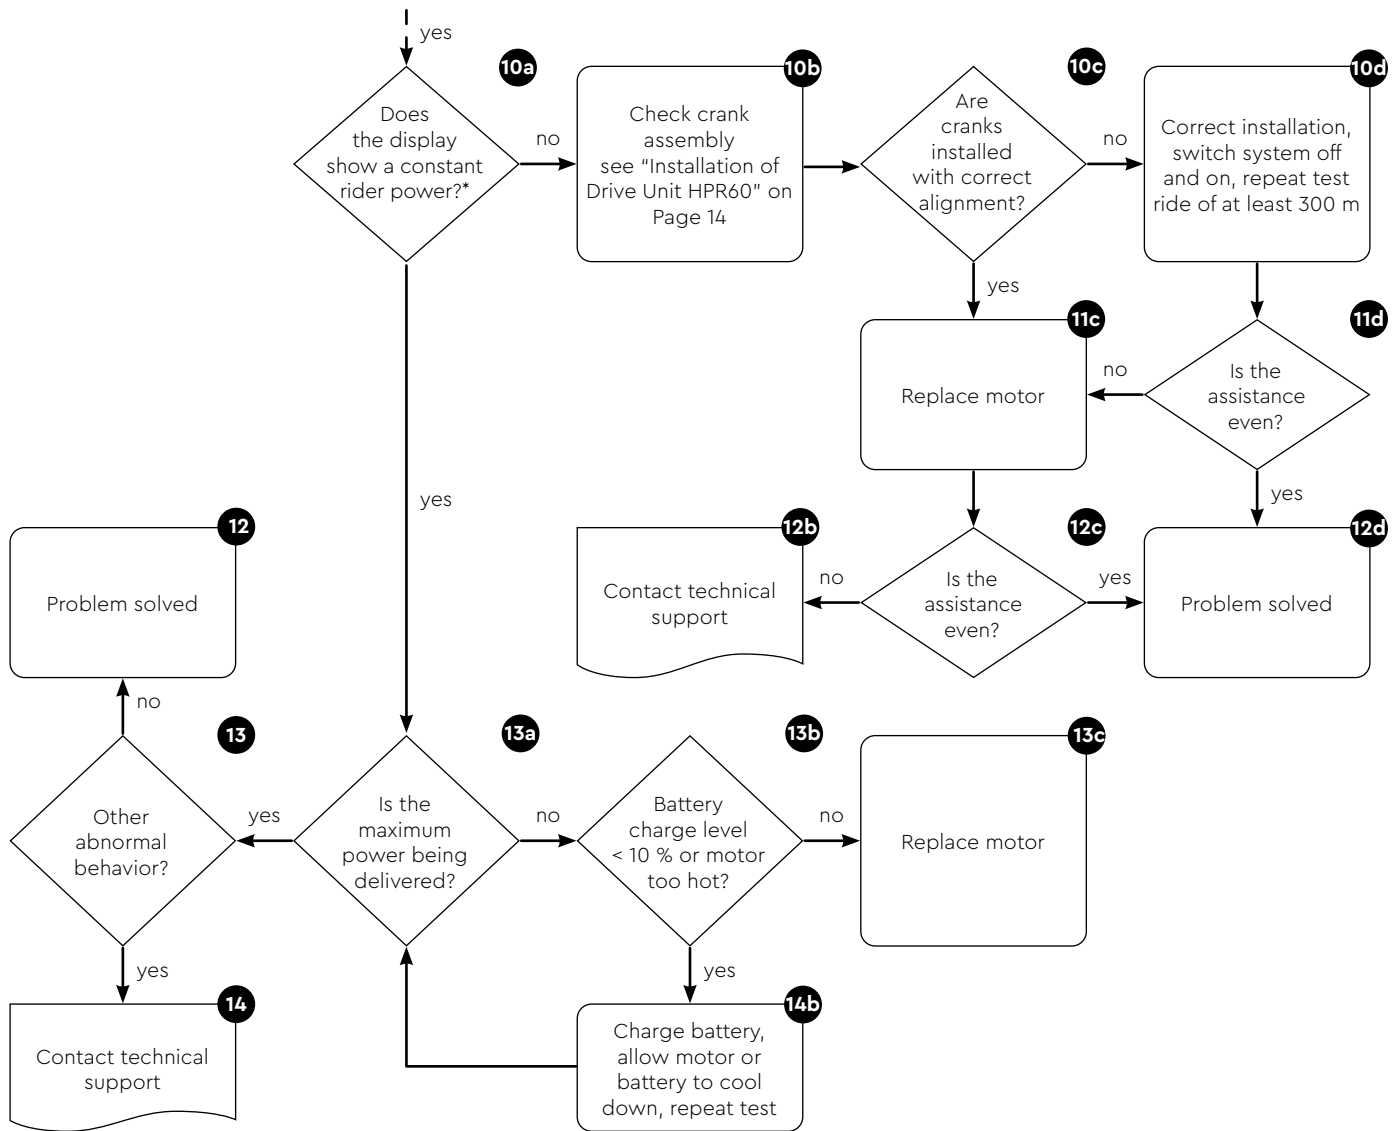 yes
10a
Does
the display
show a constant
rider power?*
no
10b
Check crank
assembly
see “Installation of
Drive Unit HPR60” on
Page 14
10c
Are
cranks
installed
with correct
alignment?
no
10d
Correct installation,
switch system off
and on, repeat test
ride of at least 300 m
yes
11c
Replace motor
no
11d
Is the
assistance
even?
yes
yes
12
Problem solved
12b
Contact technical
support
no
12c
Is the
assistance
even?
yes
12d
Problem solved
no
13
Other
abnormal
behavior?
yes
13a
Is the
maximum
power being
delivered?
no
13b
Battery
charge level
< 10 % or motor
too hot?
no
13c
Replace motor
yes
14
Contact technical
support
yes
14b
Charge battery,
allow motor or
battery to cool
down, repeat test